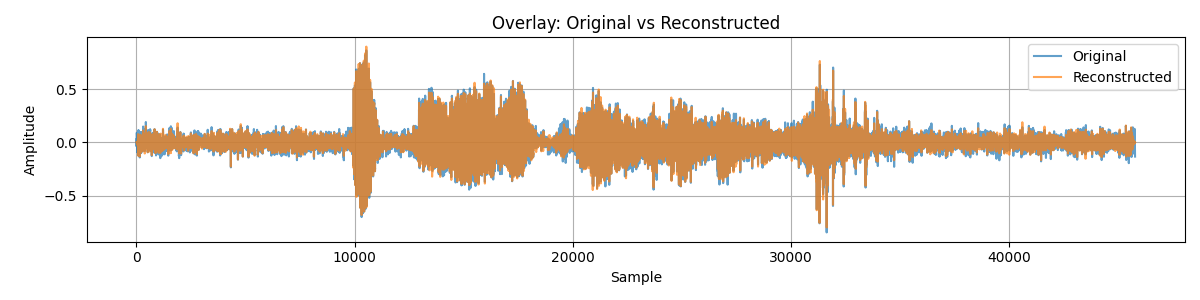 Overlay: Original vs Reconstructed
Original
Reconstructed
Amplitude
0.5
0.0
−0.5
0 10000 20000 30000 40000
Sample